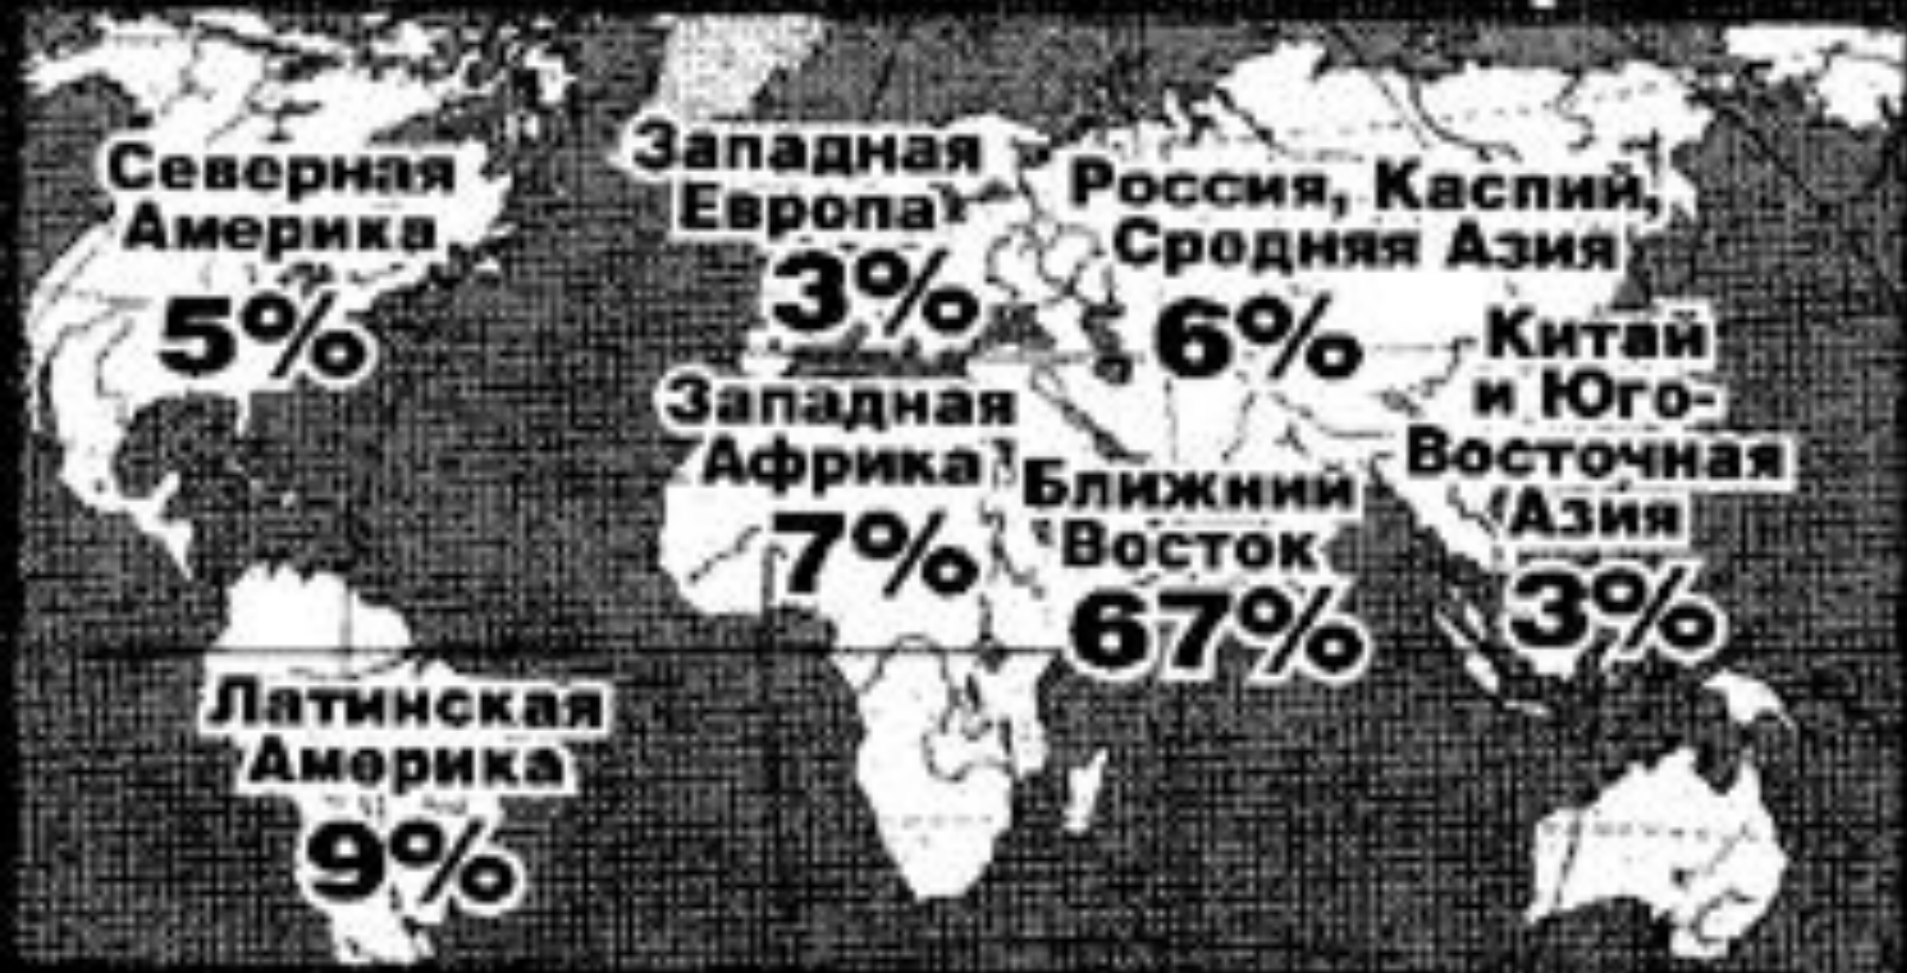 Северная
Америка
5%
Западная
Европа
3%
Россия, Каспий,
Средняя Азия
6%
Китай
и Юго-
Восточная
Азия
3%
Западная
Африка
7%
Ближний
Восток
67%
Латинская
Америка
9%